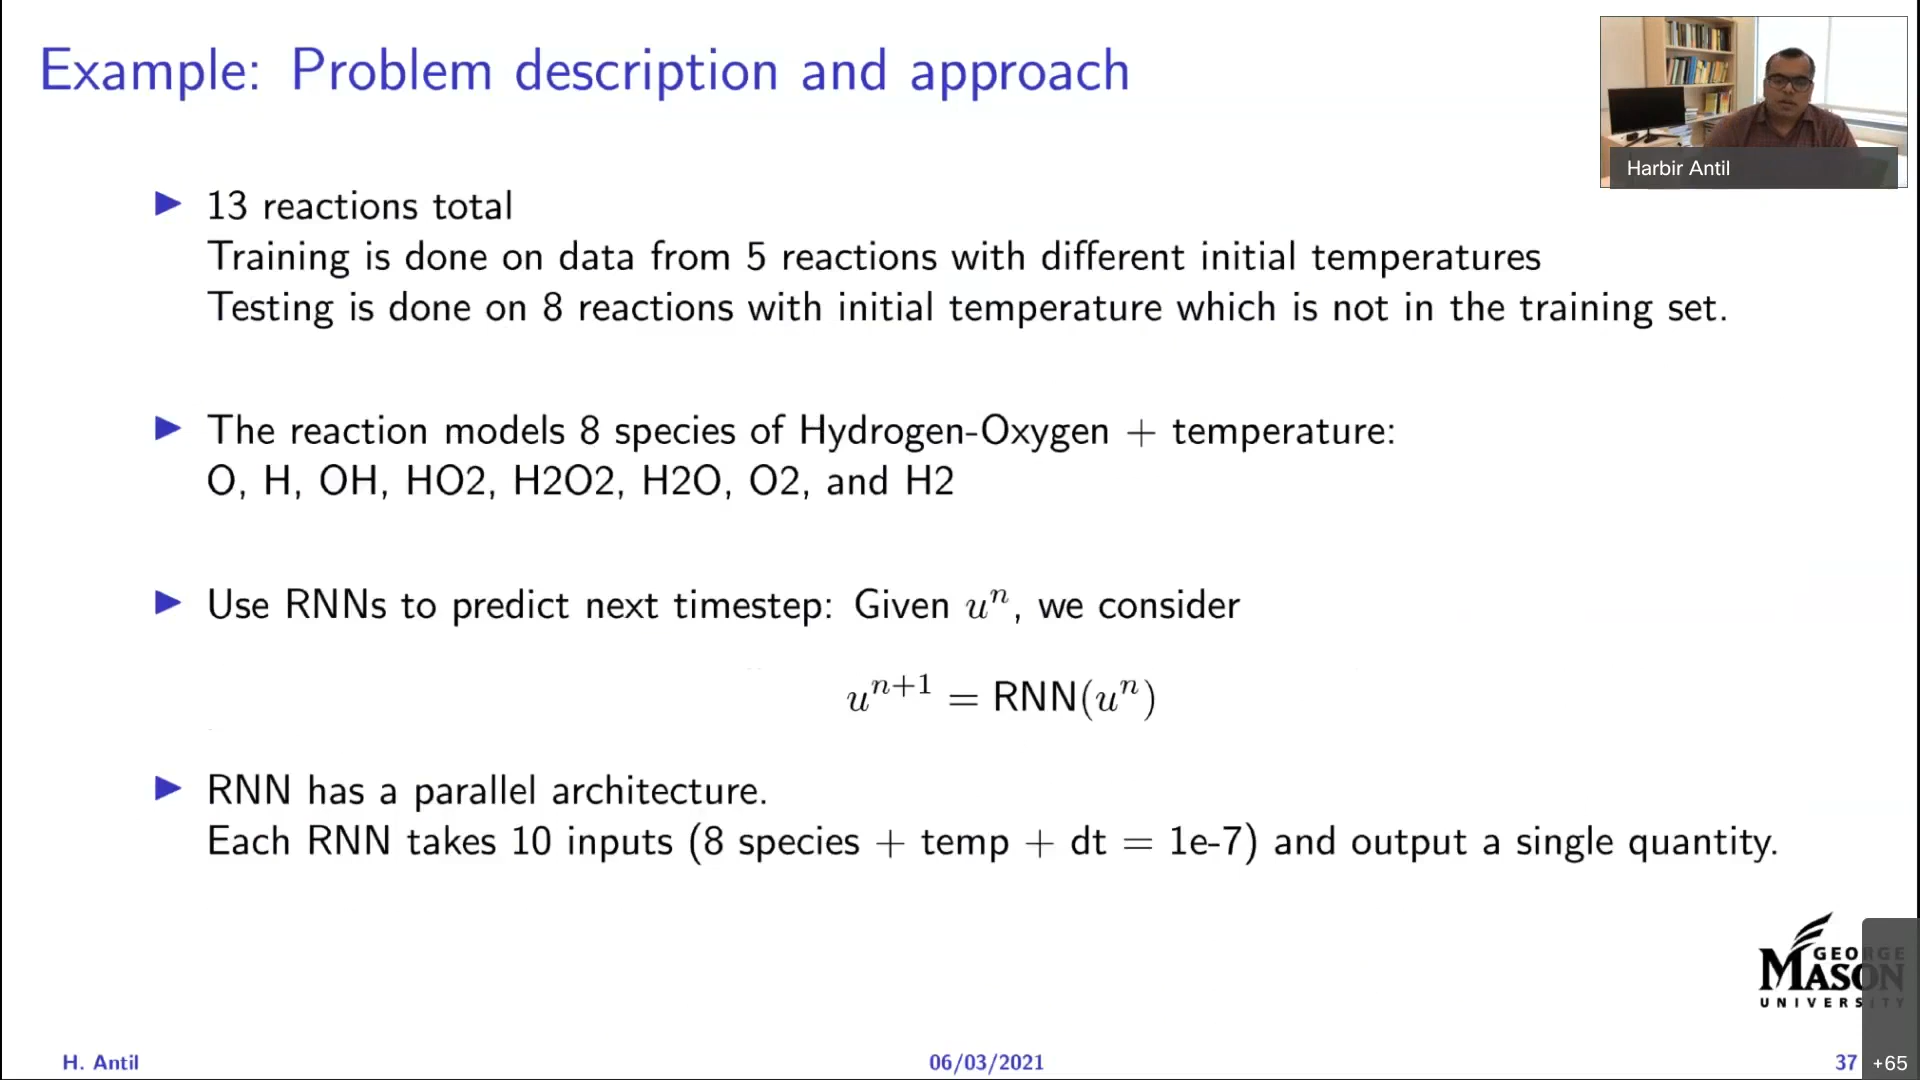 Example: Problem description and approach
Harbir Antil
▶ 13 reactions total
Training is done on data from 5 reactions with different initial temperatures
Testing is done on 8 reactions with initial temperature which is not in the training set.
▶ The reaction models 8 species of Hydrogen-Oxygen + temperature:
O, H, OH, HO2, H2O2, H2O, O2, and H2
▶ Use RNNs to predict next timestep: Given uⁿ, we consider
uⁿ⁺¹ = RNN(uⁿ)
▶ RNN has a parallel architecture.
Each RNN takes 10 inputs (8 species + temp + dt = 1e-7) and output a single quantity.
GEORGE
MASON
UNIVERSITY
H. Antil
06/03/2021
37
+65